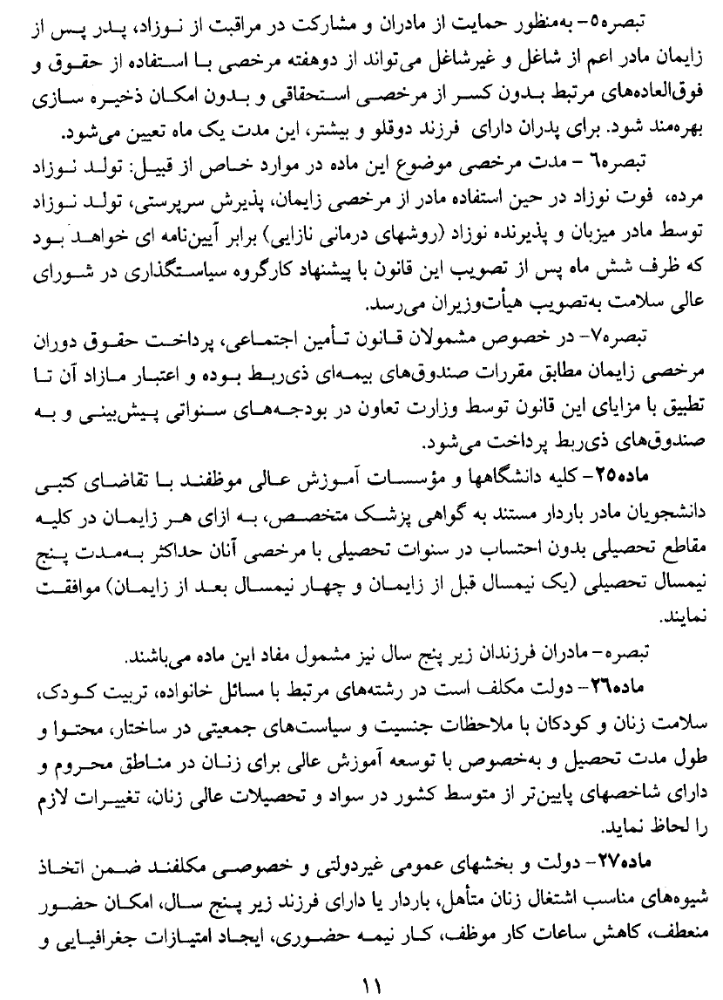 تبصره۵- به‌منظور حمایت از مادران و مشارکت در مراقبت از نوزاد، پدر پس از
زایمان مادر اعم از شاغل و غیرشاغل می‌تواند از دوهفته مرخصی با استفاده از حقوق و
فوق‌العاده‌های مرتبط بدون کسر از مرخصی استحقاقی و بدون امکان ذخیره سازی
بهره‌مند شود. برای پدران دارای فرزند دوقلو و بیشتر، این مدت یک ماه تعیین می‌شود.
تبصره۶ - مدت مرخصی موضوع این ماده در موارد خاص از قبیل: تولد نوزاد
مرده، فوت نوزاد در حین استفاده مادر از مرخصی زایمان، پذیرش سرپرستی، تولد نوزاد
توسط مادر میزبان و پذیرنده نوزاد (روشهای درمانی نازایی) برابر آیین‌نامه ای خواهد بود
که ظرف شش ماه پس از تصویب این قانون با پیشنهاد کارگروه سیاستگذاری در شورای
عالی سلامت به‌تصویب هیأت‌وزیران می‌رسد.
تبصره۷- در خصوص مشمولان قانون تأمین اجتماعی، پرداخت حقوق دوران
مرخصی زایمان مطابق مقررات صندوق‌های بیمه‌ای ذی‌ربط بوده و اعتبار مازاد آن تا
تطبیق با مزایای این قانون توسط وزارت تعاون در بودجه‌های سنواتی پیش‌بینی و به
صندوق‌های ذی‌ربط پرداخت می‌شود.
ماده۲۵- کلیه دانشگاهها و مؤسسات آموزش عالی موظفند با تقاضای کتبی
دانشجویان مادر باردار مستند به گواهی پزشک متخصص، به ازای هر زایمان در کلیه
مقاطع تحصیلی بدون احتساب در سنوات تحصیلی با مرخصی آنان حداکثر به‌مدت پنج
نیمسال تحصیلی (یک نیمسال قبل از زایمان و چهار نیمسال بعد از زایمان) موافقت
نمایند.
تبصره- مادران فرزندان زیر پنج سال نیز مشمول مفاد این ماده می‌باشند.
ماده۲۶- دولت مکلف است در رشته‌های مرتبط با مسائل خانواده، تربیت کودک،
سلامت زنان و کودکان با ملاحظات جنسیت و سیاست‌های جمعیتی در ساختار، محتوا و
طول مدت تحصیل و به‌خصوص با توسعه آموزش عالی برای زنان در مناطق محروم و
دارای شاخصهای پایین‌تر از متوسط کشور در سواد و تحصیلات عالی زنان، تغییرات لازم
را لحاظ نماید.
ماده۲۷- دولت و بخشهای عمومی غیردولتی و خصوصی مکلفند ضمن اتخاذ
شیوه‌های مناسب اشتغال زنان متأهل، باردار یا دارای فرزند زیر پنج سال، امکان حضور
منعطف، کاهش ساعات کار موظف، کار نیمه حضوری، ایجاد امتیازات جغرافیایی و
۱۱